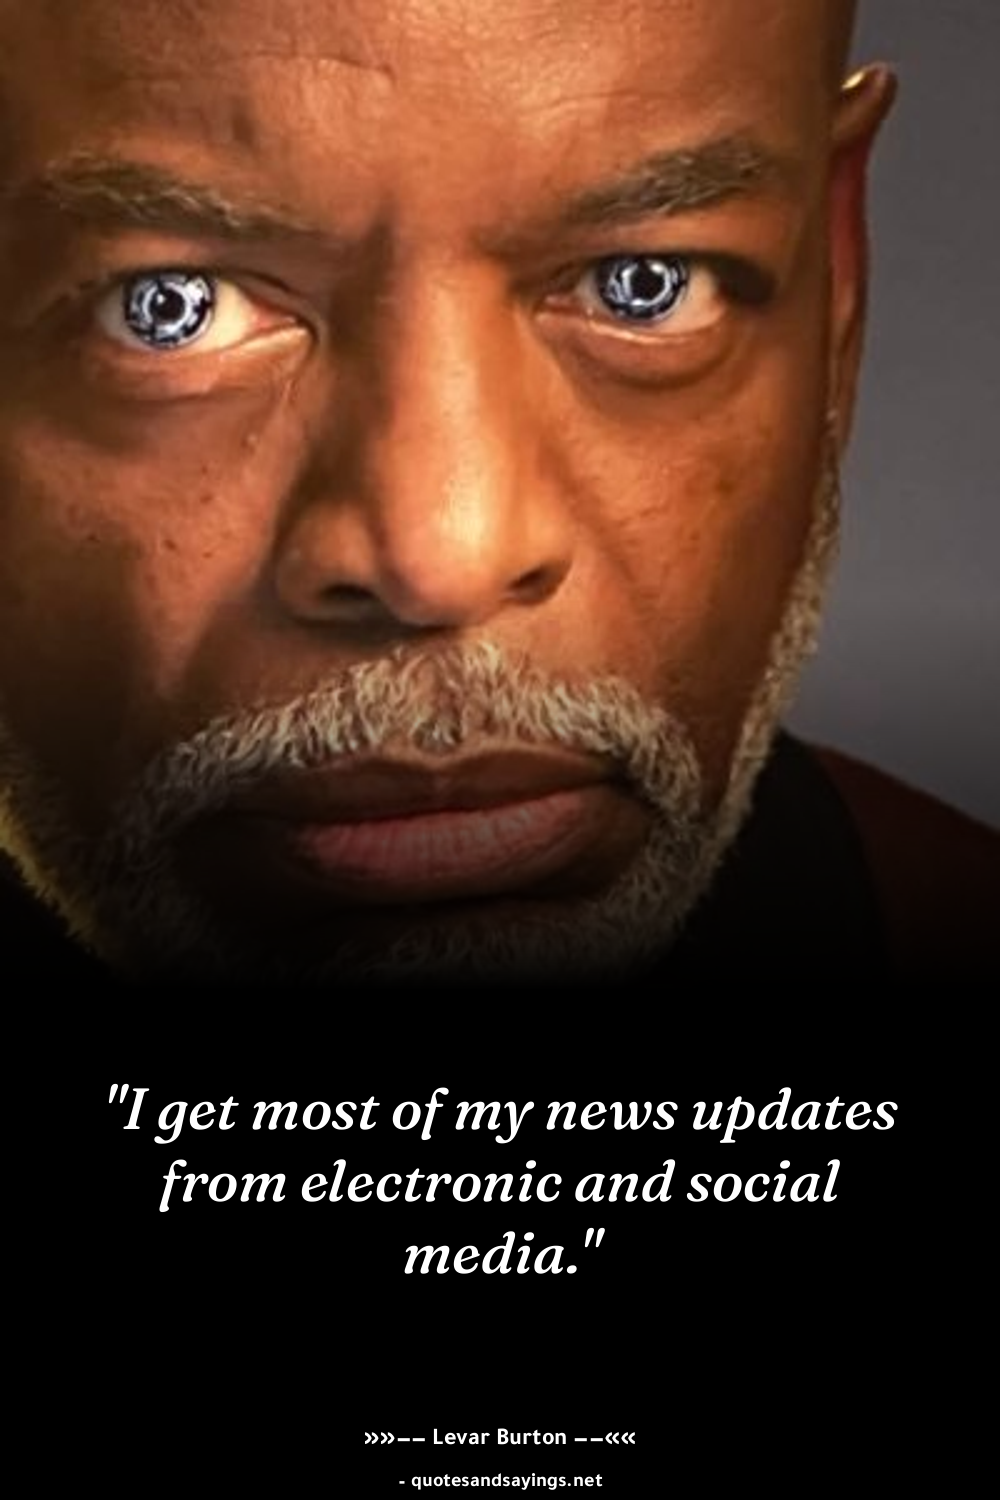 "I get most of my news updates
from electronic and social
media."
»»−− Levar Burton −−««
- quotesandsayings.net